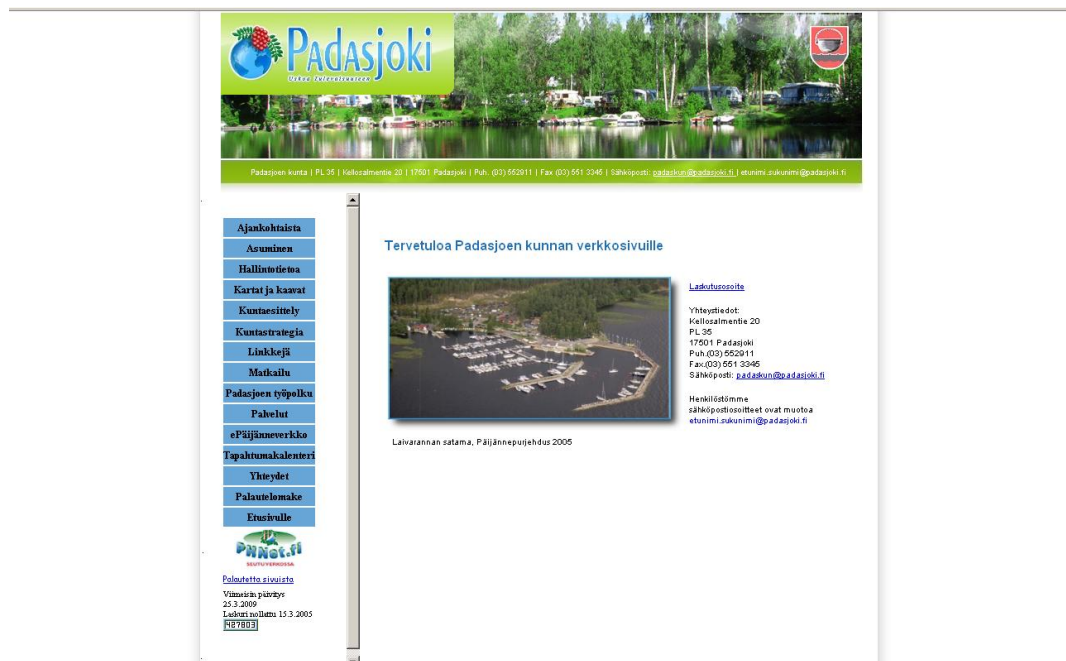 Padasjoki
Uskoa tulevaisuuteen
Padasjoen kunta | PL 35 | Kellosalmentie 20 | 17501 Padasjoki | Puh. (03) 552911 | Fax (03) 551 3345 | Sähköposti: padaskun@padasjoki.fi | etunimi.sukunimi@padasjoki.fi
Ajankohtaista
Asuminen
Hallintotietoa
Kartat ja kaavat
Kuntaesittely
Kuntastrategia
Linkkejä
Matkailu
Padasjoen työpolku
Palvelut
ePäijänneverkko
Tapahtumakalenteri
Yhteydet
Palautelomake
Etusivulle
PHNet.fi
SEUTUVERKOSSA
Palautetta sivuista
Viimeisin päivitys
25.3.2009
Laskuri nollattu 15.3.2005
427803
Tervetuloa Padasjoen kunnan verkkosivuille
Laivarannan satama, Päijännepurjehdus 2005
Laskutusosoite
Yhteystiedot:
Kellosalmentie 20
PL 35
17501 Padasjoki
Puh.(03) 552911
Fax.(03) 551 3345
Sähköposti: padaskun@padasjoki.fi
Henkilöstömme
sähköpostiosoitteet ovat muotoa
etunimi.sukunimi@padasjoki.fi